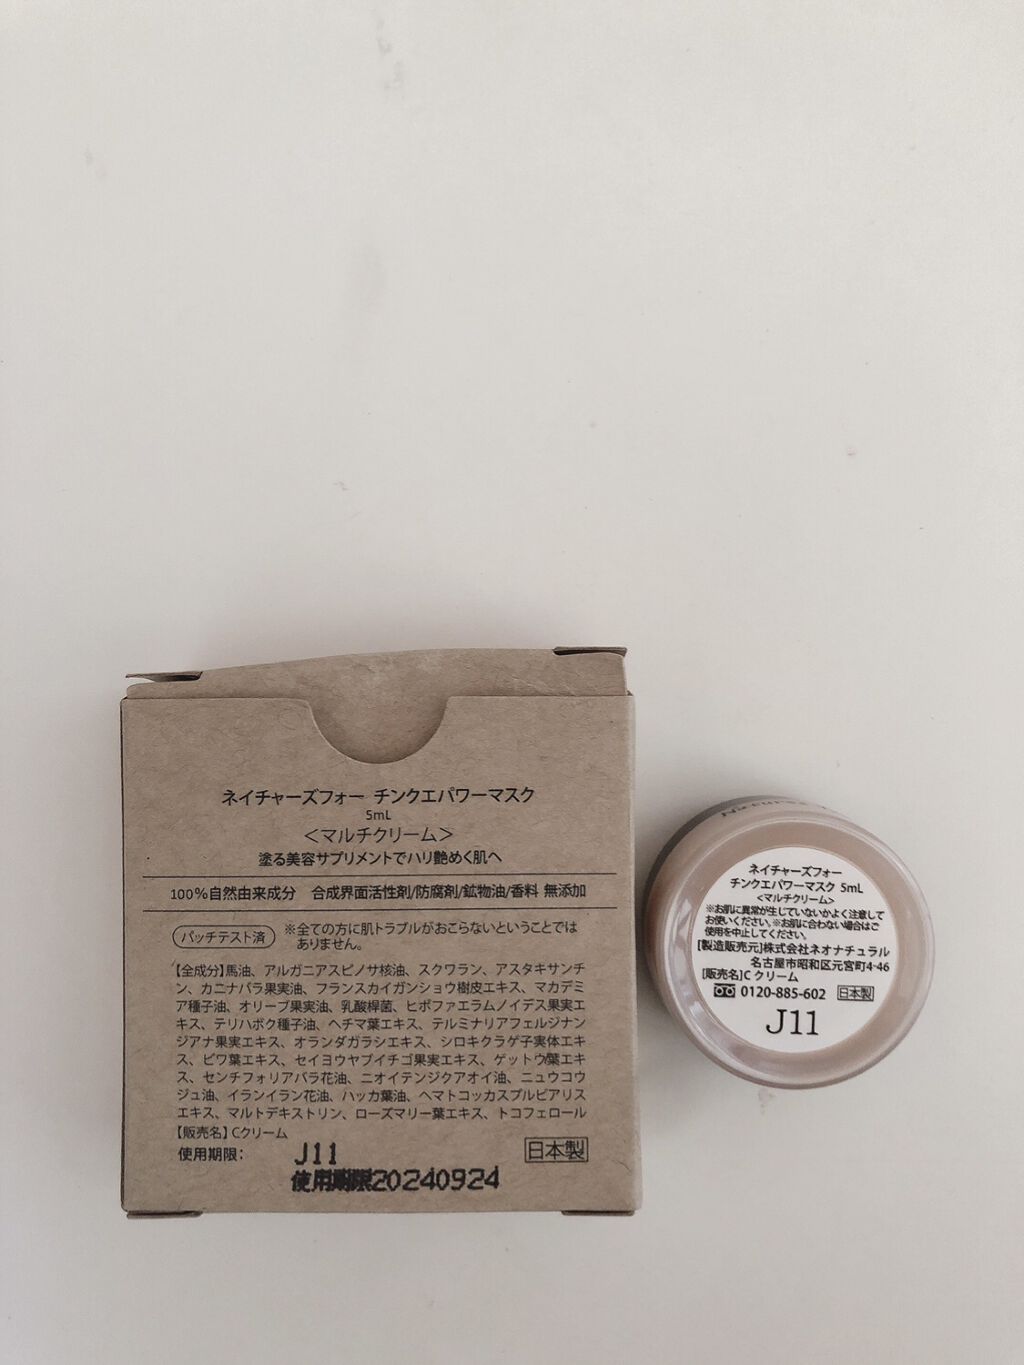 ネイチャーズフォー チンクエパワーマスク
5mL
＜マルチクリーム＞
塗る美容サプリメントでハリ艶めく肌へ
100%自然由来成分 合成界面活性剤/防腐剤/鉱物油/香料 無添加
パッチテスト済 ※全ての方に肌トラブルがおこらないということでは
ありません。
【全成分】馬油、アルガニアスピノサ核油、スクワラン、アスタキサンチ
ン、カニナバラ果実油、フランスカイガンショウ樹皮エキス、マカデミ
ア種子油、オリーブ果実油、乳酸桿菌、ヒポファエラムノイデス果実エ
キス、テリハボク種子油、ヘチマ葉エキス、テルミナリアフェルジナン
ジアナ果実エキス、オランダガラシエキス、シロキクラゲ子実体エキ
ス、ビワ葉エキス、セイヨウヤブイチゴ果実エキス、ゲットウ葉エキ
ス、センチフォリアバラ花油、ニオイテンジクアオイ油、ニュウコウ
ジュ油、イランイラン花油、ハッカ葉油、ヘマトコッカスプルビアリス
エキス、マルトデキストリン、ローズマリー葉エキス、トコフェロール
【販売名】Cクリーム
使用期限： J11 日本製
使用期限20240924
ネイチャーズフォー
チンクエパワーマスク 5mL
＜マルチクリーム＞
※お肌に異常が生じていないかよく注意して
お使いください。※お肌に合わない場合はご
使用を中止してください。
[製造販売元]株式会社ネオナチュラル
名古屋市昭和区元宮町4-46
[販売名]C クリーム
0120-885-602 日本製
J11